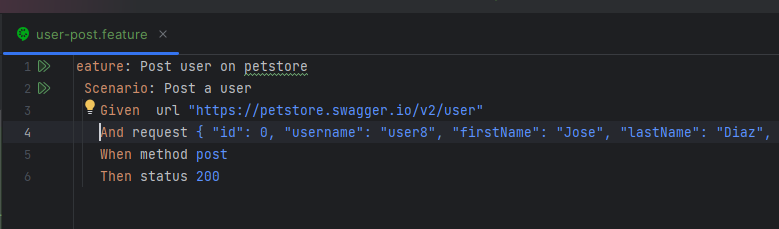 user-post.feature
1 eature: Post user on petstore
2 Scenario: Post a user
3 Given  url "https://petstore.swagger.io/v2/user"
4 And request { "id": 0, "username": "user8", "firstName": "Jose", "lastName": "Diaz",
5 When method post
6 Then status 200